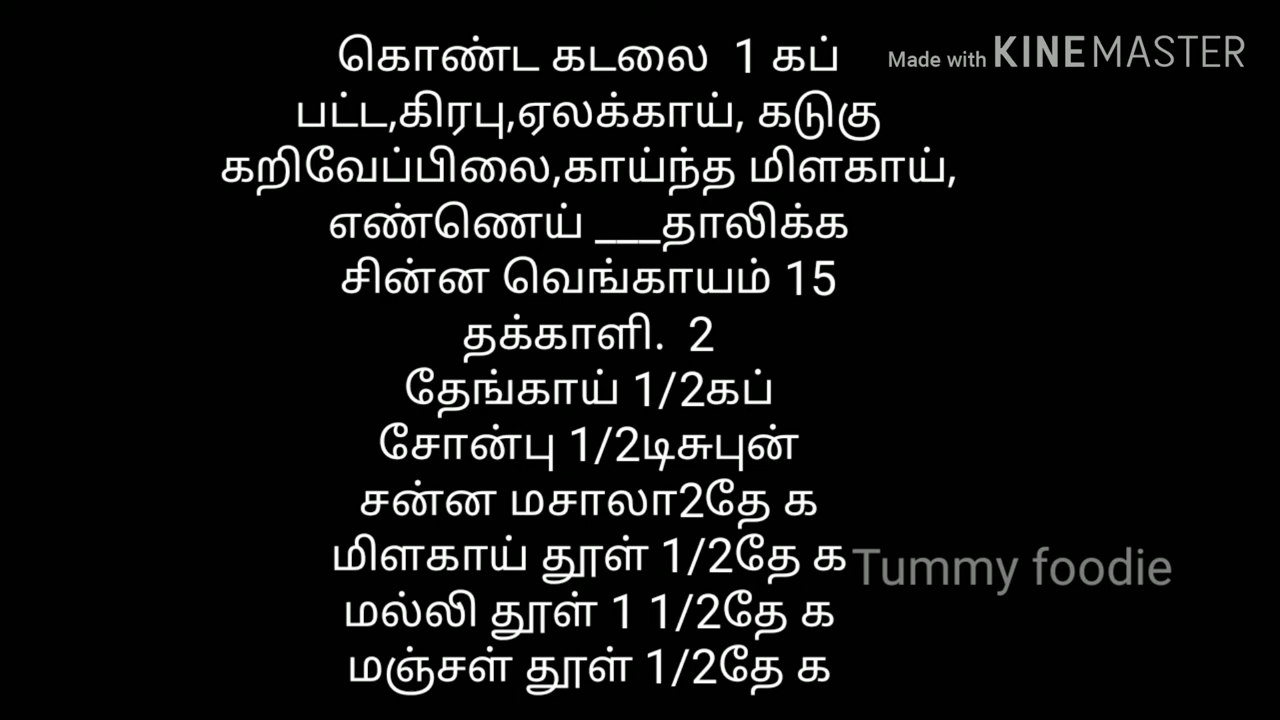 கொண்ட கடலை 1 கப்
Made with KINEMASTER
பட்ட,கிரபு,ஏலக்காய், கடுகு
கறிவேப்பிலை,காய்ந்த மிளகாய்,
எண்ணெய் ___தாலிக்க
சின்ன வெங்காயம் 15
தக்காளி. 2
தேங்காய் 1/2கப்
சோன்பு 1/2டிசுபுன்
சன்ன மசாலா2தே க
மிளகாய் தூள் 1/2தே க
Tummy foodie
மல்லி தூள் 1 1/2தே க
மஞ்சள் தூள் 1/2தே க